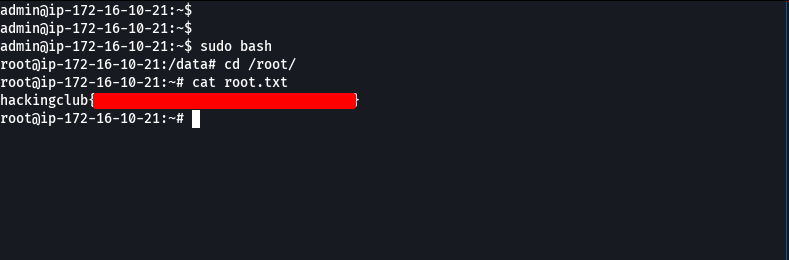 admin@ip-172-16-10-21:~$
admin@ip-172-16-10-21:~$
admin@ip-172-16-10-21:~$ sudo bash
root@ip-172-16-10-21:/data# cd /root/
root@ip-172-16-10-21:~# cat root.txt
hackingclub{}
root@ip-172-16-10-21:~#